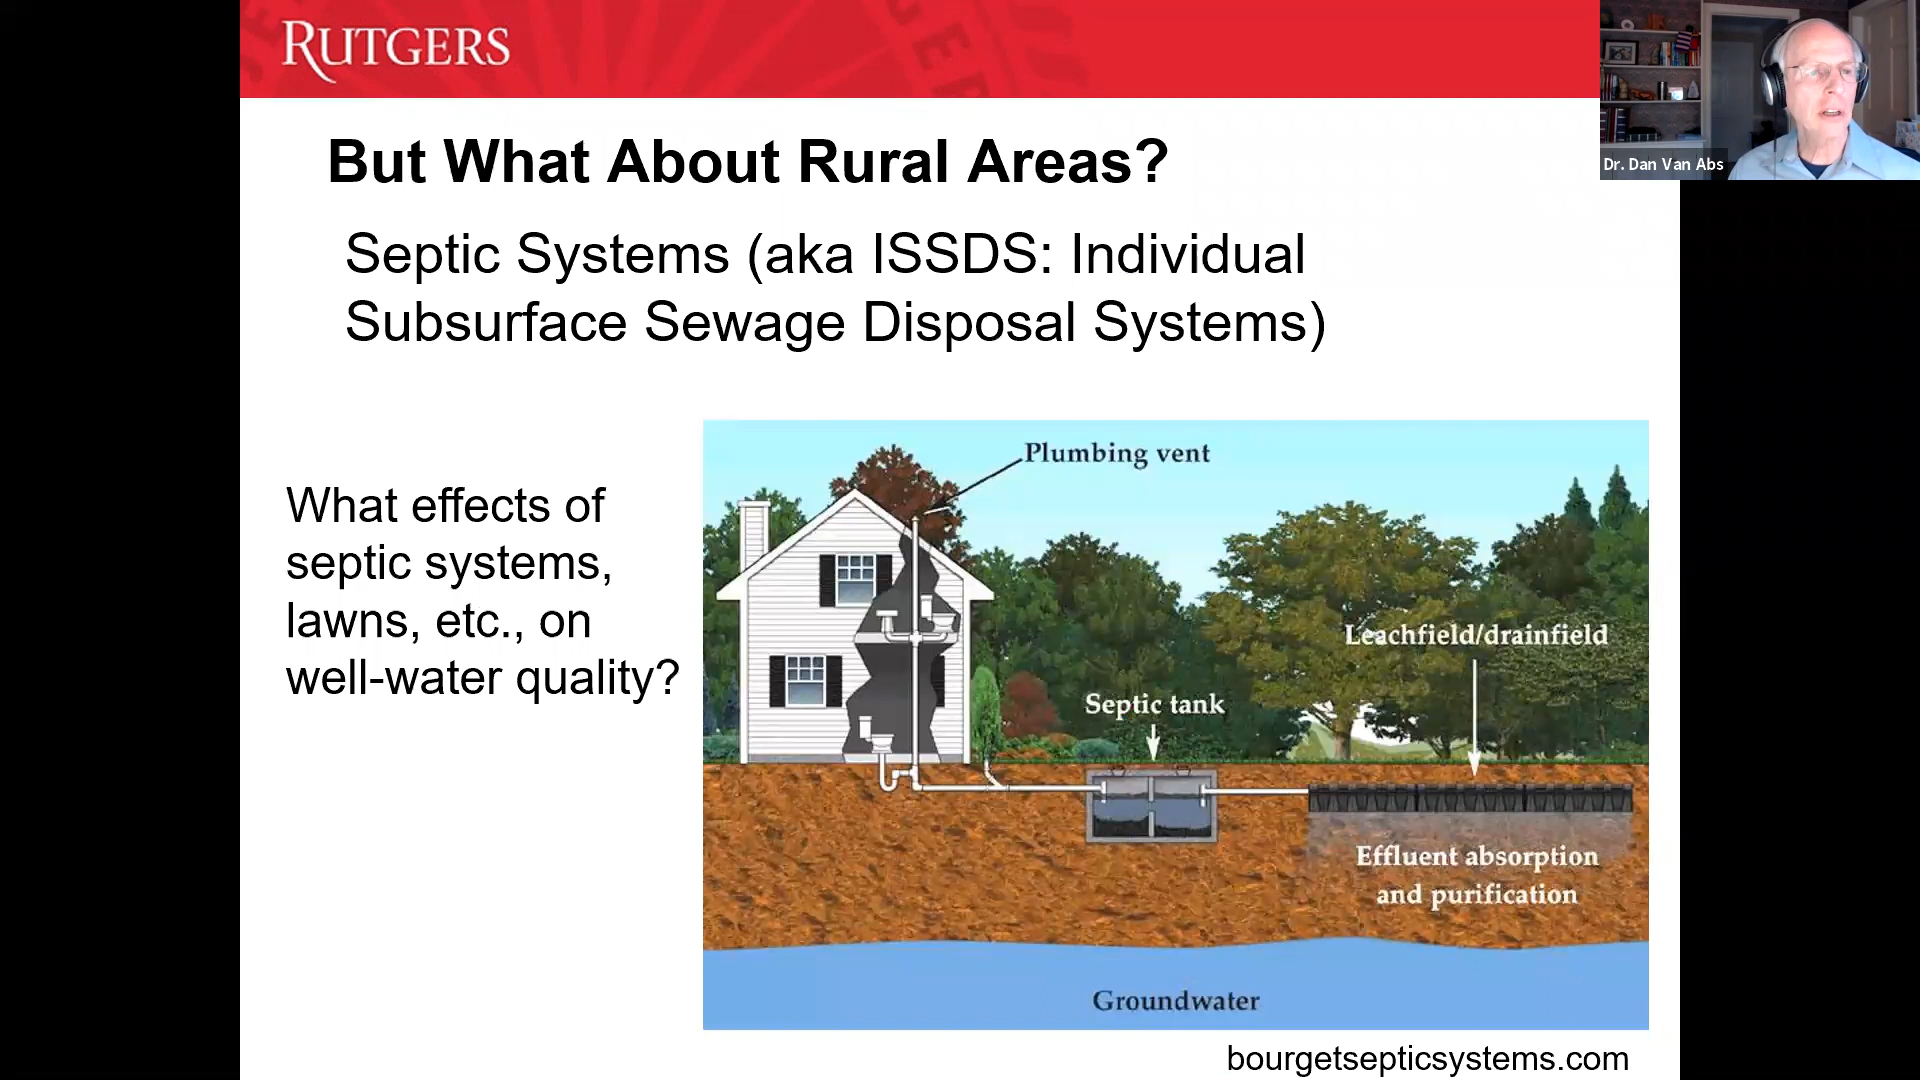 RUTGERS
Dr. Dan Van Abs
But What About Rural Areas?
Septic Systems (aka ISSDS: Individual
Subsurface Sewage Disposal Systems)
What effects of
septic systems,
lawns, etc., on
well-water quality?
Plumbing vent
Leachfield/drainfield
Septic tank
Effluent absorption
and purification
Groundwater
bourgetsepticsystems.com